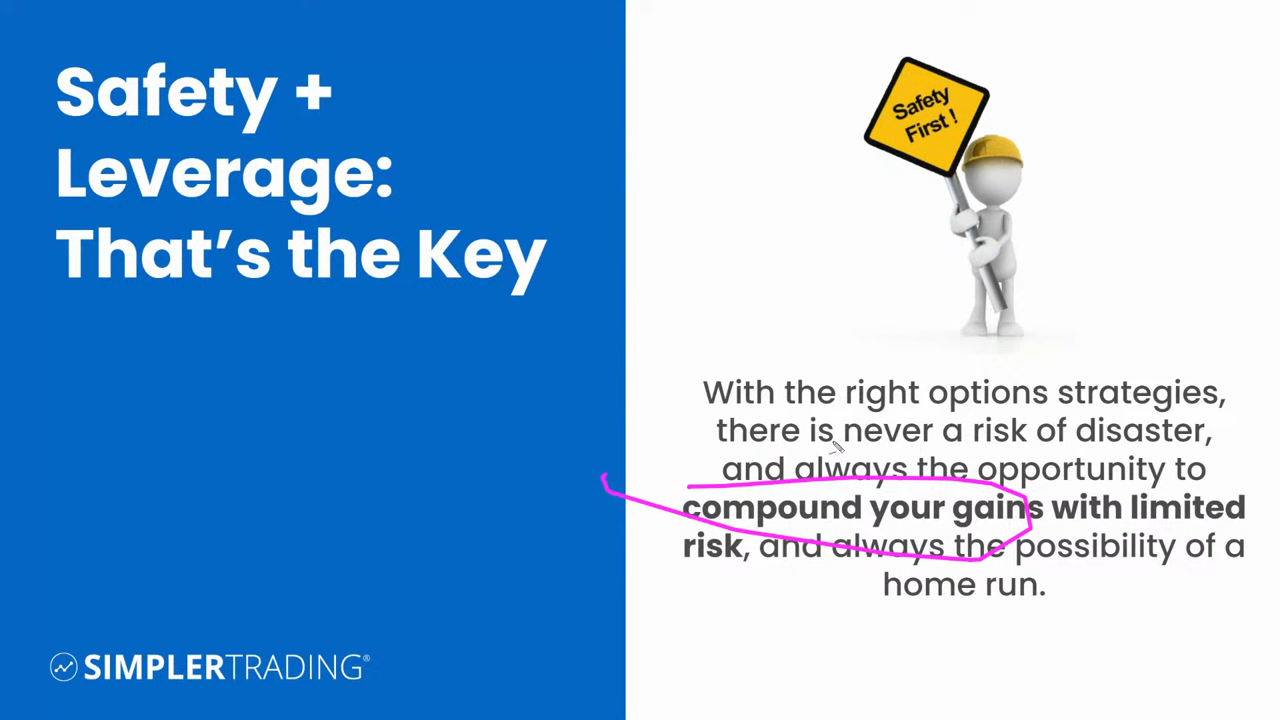 Safety +
Leverage:
That's the Key
Safety
First !
With the right options strategies,
there is never a risk of disaster,
and always the opportunity to
compound your gains with limited
risk, and always the possibility of a
home run.
SIMPLERTRADING®